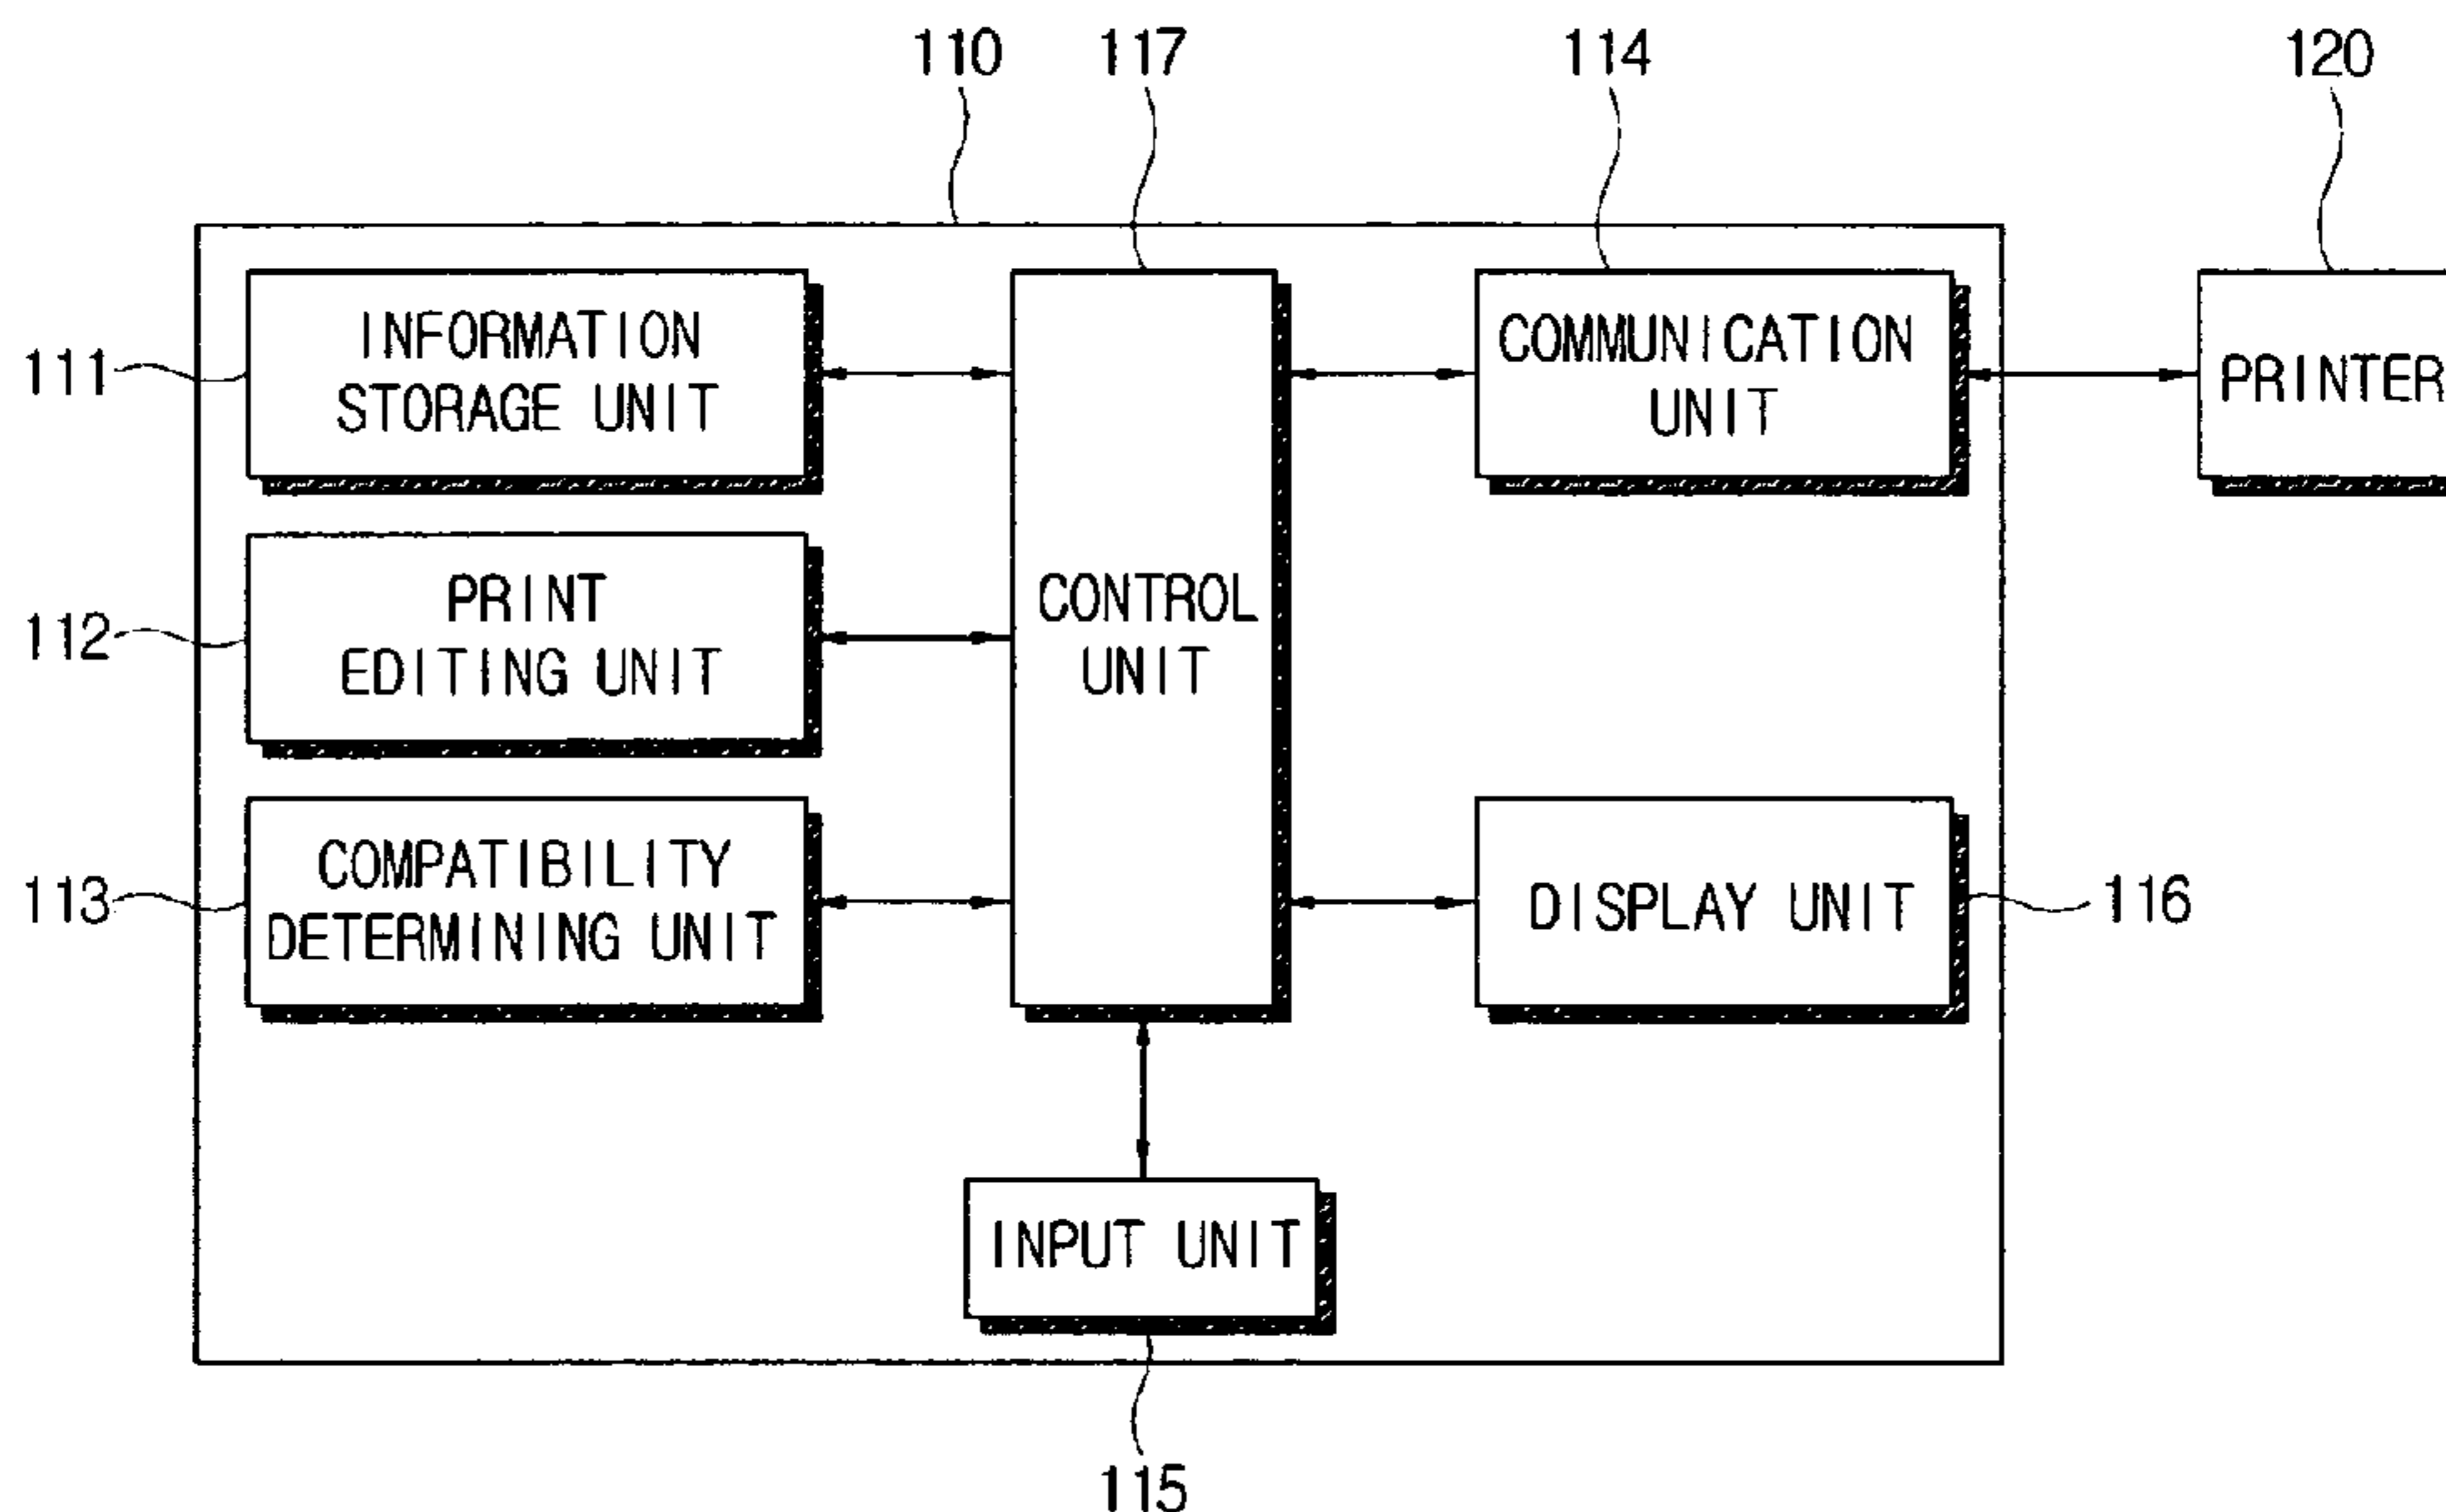 110
117
114
120
INFORMATION
STORAGE UNIT
111
COMMUNICATION
UNIT
PRINTER
PRINT
EDITING UNIT
112
CONTROL
UNIT
COMPATIBILITY
DETERMINING UNIT
113
DISPLAY UNIT
116
INPUT UNIT
115